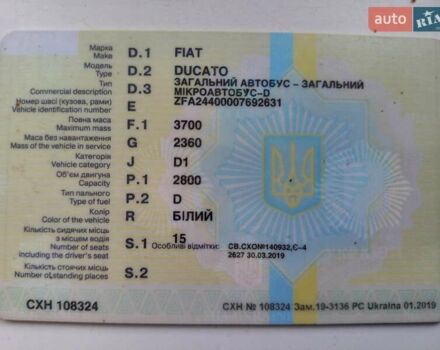 auto RIA
Марка
Make D.1 FIAT
Модель
Type D.2 DUCATO
Тип
Commercial description D.3 ЗАГАЛЬНИЙ АВТОБУС - ЗАГАЛЬНИЙ
МІКРОАВТОБУС-D
Номер шасі (кузова, рами)
Vehicle identification number E ZFA24400007692631
Повна маса
Maximum mass F.1 3700
Маса без навантаження
Mass of the vehicle in service G 2360
Категорія
Vehicle category J D1
Об'єм двигуна
Capacity P.1 2800
Тип пального
Type of fuel P.2 D
Колір
Color of the vehicle R БІЛИЙ
Кількість сидячих місць
з місцем водія
Number of seats
including the driver's seat S.1 15 Особливі відмітки: СВ.СХО№140932,Є-4
2627 30.03.2019
Кількість стоячих місць
Number of standing places S.2
СХН 108324
СХН № 108324 Зам.19-3136 РС Ukraina 01.2019